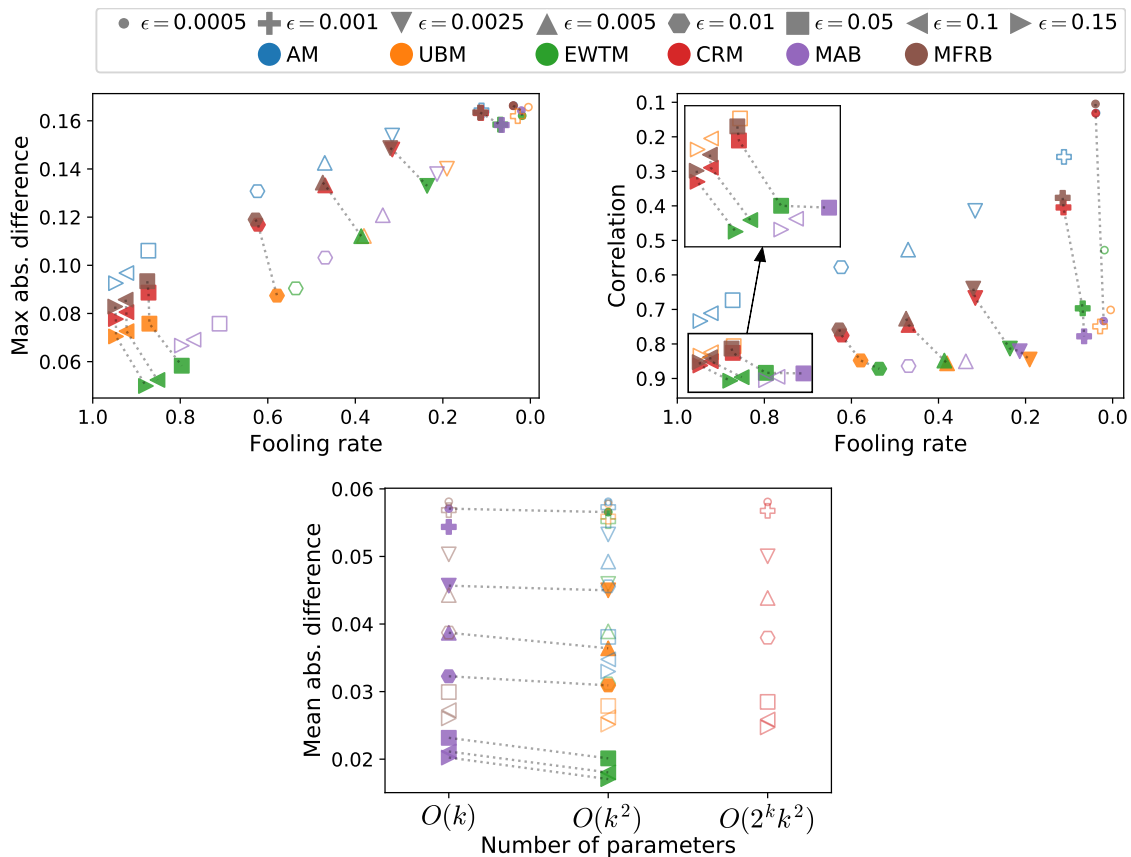 ϵ = 0.0005 ϵ = 0.001 ϵ = 0.0025 ϵ = 0.005 ϵ = 0.01 ϵ = 0.05 ϵ = 0.1 ϵ = 0.15
AM UBM EWTM CRM MAB MFRB
Max abs. difference
0.16
0.14
0.12
0.10
0.08
0.06
1.0 0.8 0.6 0.4 0.2 0.0
Fooling rate
Correlation
0.1
0.2
0.3
0.4
0.5
0.6
0.7
0.8
0.9
1.0 0.8 0.6 0.4 0.2 0.0
Fooling rate
Mean abs. difference
0.06
0.05
0.04
0.03
0.02
O(k) O(k²) O(2ᵏk²)
Number of parameters